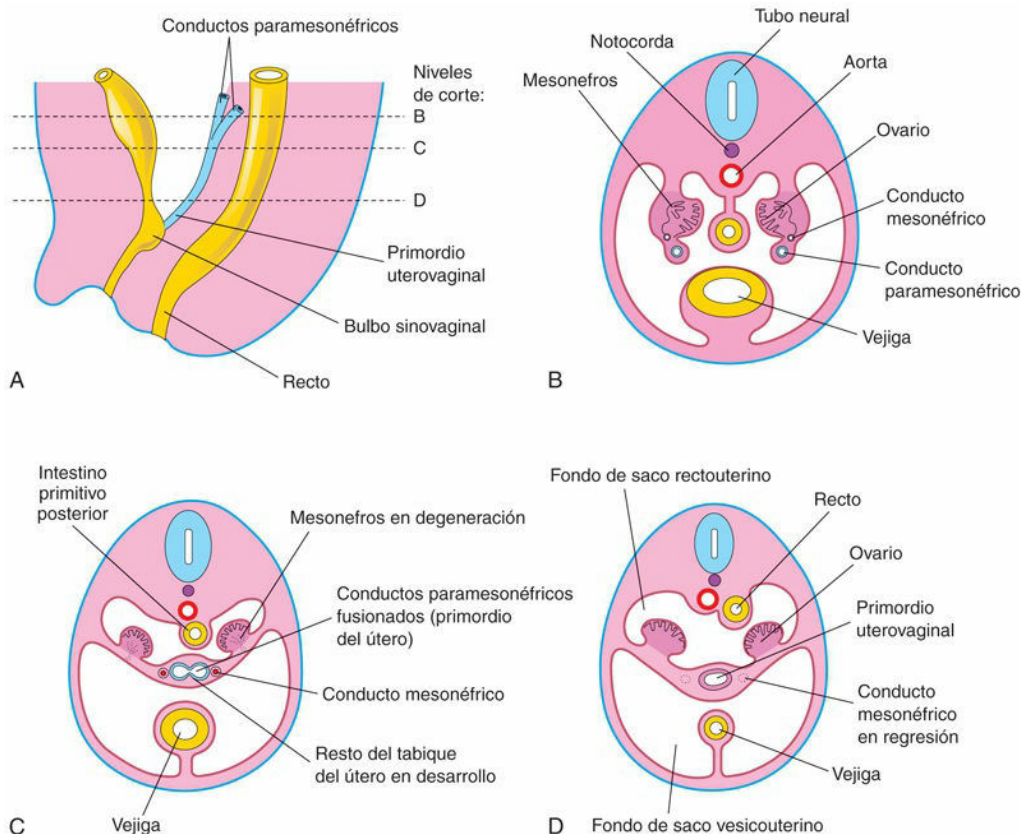 Conductos paramesonéfricos
Niveles
de corte:
B
C
D
Primordio
uterovaginal
Bulbo sinovaginal
Recto
A
Tubo neural
Notocorda
Aorta
Mesonefros
Ovario
Conducto
mesonéfrico
Conducto
paramesonéfrico
Vejiga
B
Intestino
primitivo
posterior
Mesonefros en degeneración
Conductos paramesonéfricos
fusionados (primordio
del útero)
Conducto mesonéfrico
Resto del tabique
del útero en desarrollo
Vejiga
C
Fondo de saco rectouterino
Recto
Ovario
Primordio
uterovaginal
Conducto
mesonéfrico
en regresión
Vejiga
Fondo de saco vesicouterino
D